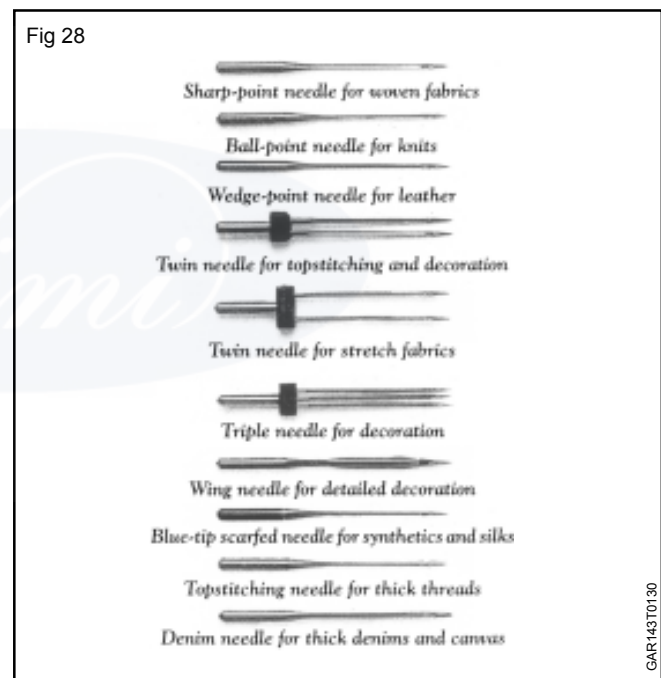 Fig 28
Sharp-point needle for woven fabrics
Ball-point needle for knits
Wedge-point needle for leather
Twin needle for topstitching and decoration
Twin needle for stretch fabrics
Triple needle for decoration
Wing needle for detailed decoration
Blue-tip scarfed needle for synthetics and silks
Topstitching needle for thick threads
Denim needle for thick denims and canvas
GAR143T0130
mi